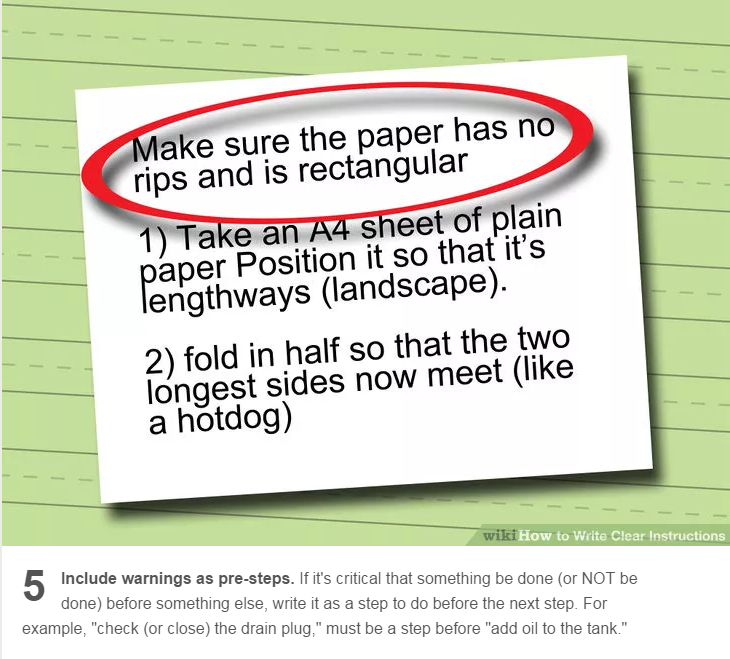 Make sure the paper has no
rips and is rectangular
1) Take an A4 sheet of plain
paper Position it so that it's
lengthways (landscape).
2) fold in half so that the two
longest sides now meet (like
a hotdog)
wikiHow to Write Clear Instructions
5 Include warnings as pre-steps. If it's critical that something be done (or NOT be
done) before something else, write it as a step to do before the next step. For
example, "check (or close) the drain plug," must be a step before "add oil to the tank."